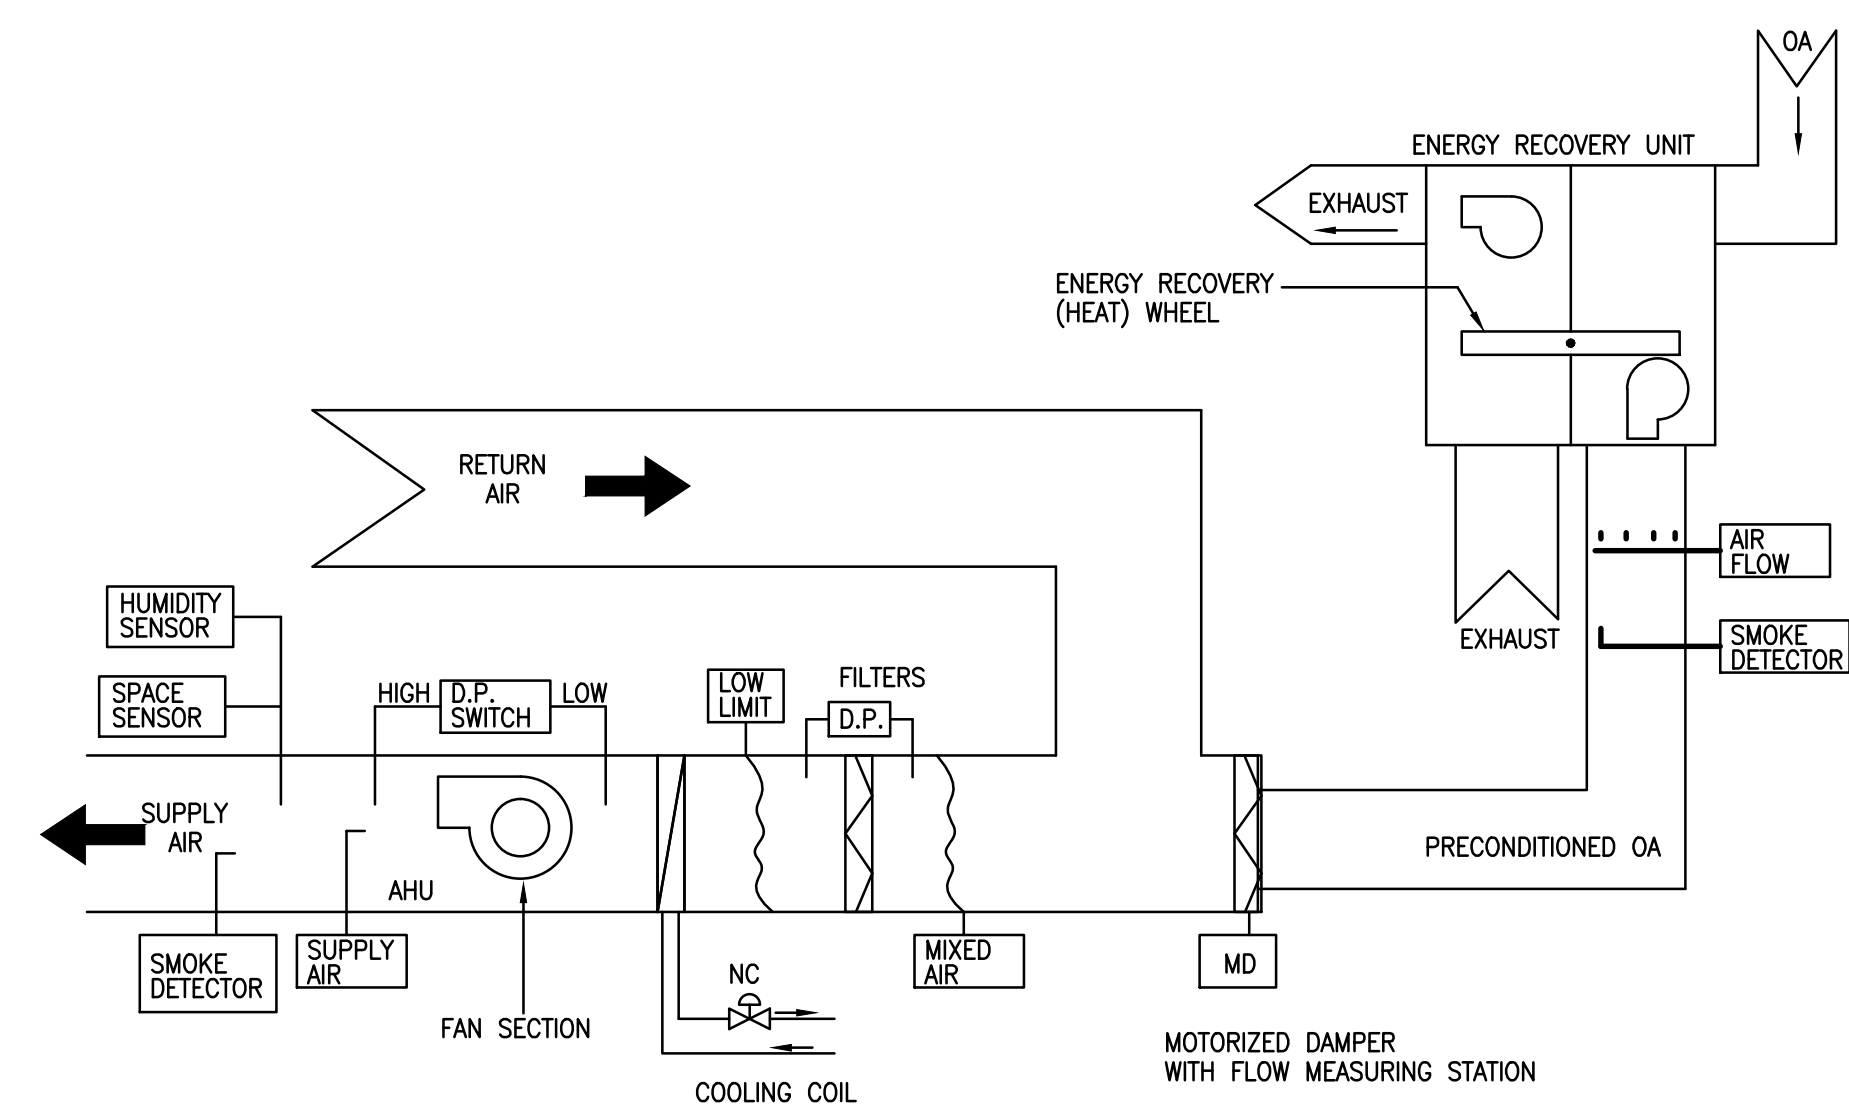 OA
ENERGY RECOVERY UNIT
EXHAUST
ENERGY RECOVERY
(HEAT) WHEEL
RETURN
AIR
AIR
FLOW
HUMIDITY
SENSOR
EXHAUST
SMOKE
DETECTOR
SPACE
SENSOR
HIGH
D.P.
SWITCH
LOW
LOW
LIMIT
FILTERS
D.P.
SUPPLY
AIR
PRECONDITIONED OA
AHU
SMOKE
DETECTOR
SUPPLY
AIR
MIXED
AIR
MD
NC
FAN SECTION
MOTORIZED DAMPER
WITH FLOW MEASURING STATION
COOLING COIL